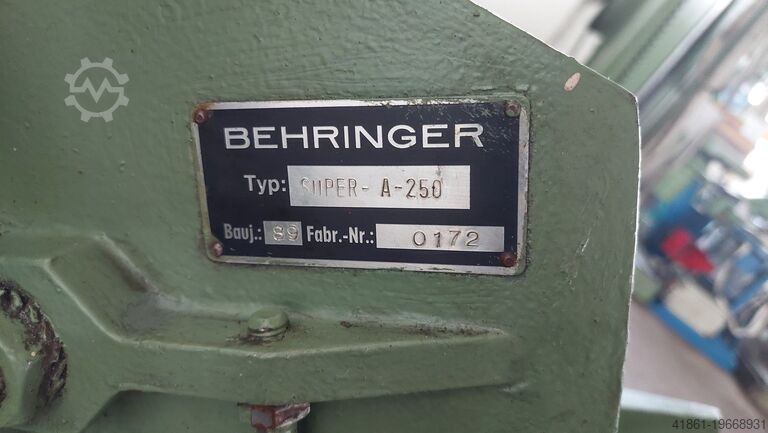 BEHRINGER
Typ: SUPER- A-250
Bauj.: 89 Fabr.-Nr.: 0172
41861-19668931